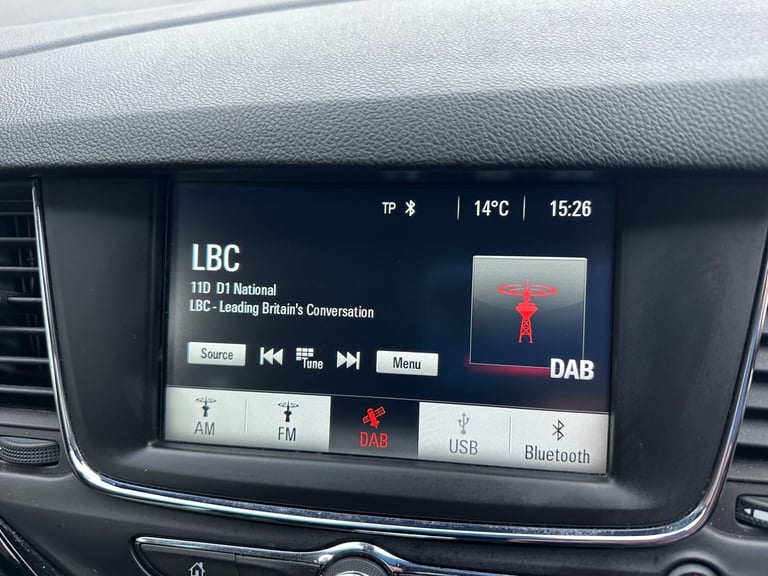 TP 14°C 15:26
LBC
11D D1 National
LBC - Leading Britain's Conversation
Source Tune Menu
DAB
AM FM DAB USB Bluetooth